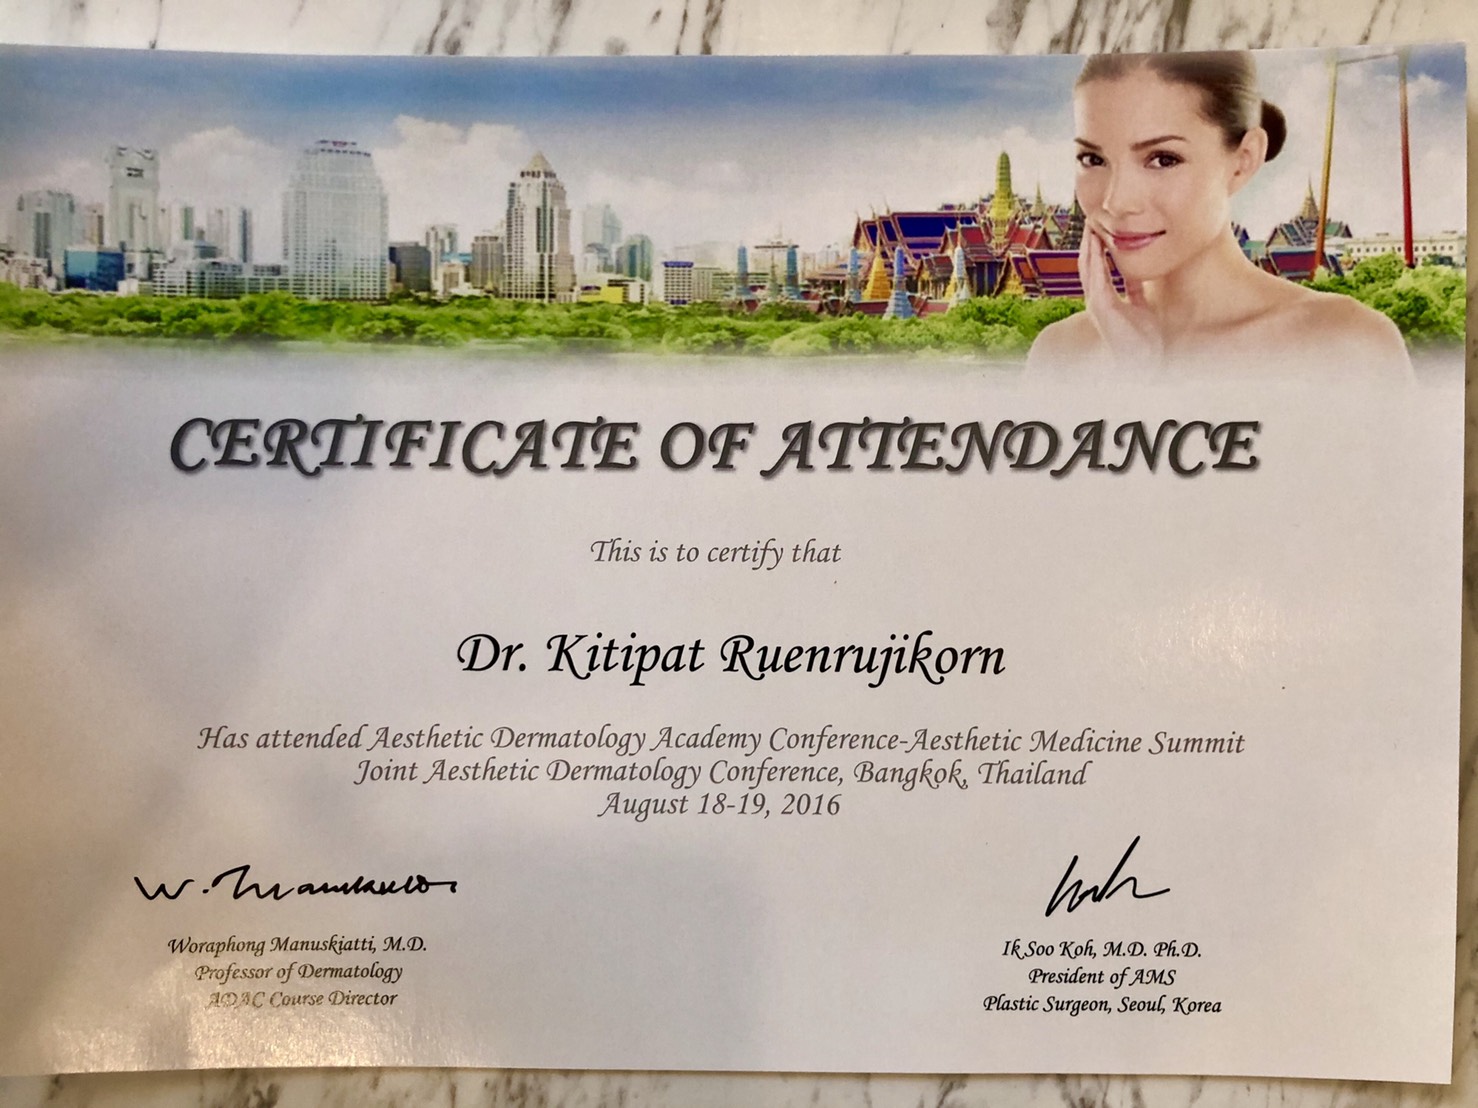 CERTIFICATE OF ATTENDANCE
This is to certify that
Dr. Kitipat Ruenrujikorn
Has attended Aesthetic Dermatology Academy Conference-Aesthetic Medicine Summit
Joint Aesthetic Dermatology Conference, Bangkok, Thailand
August 18-19, 2016
W. Manuskiatti
Woraphong Manuskiatti, M.D.
Professor of Dermatology
ADAC Course Director
Ik Soo Koh, M.D. Ph.D.
President of AMS
Plastic Surgeon, Seoul, Korea